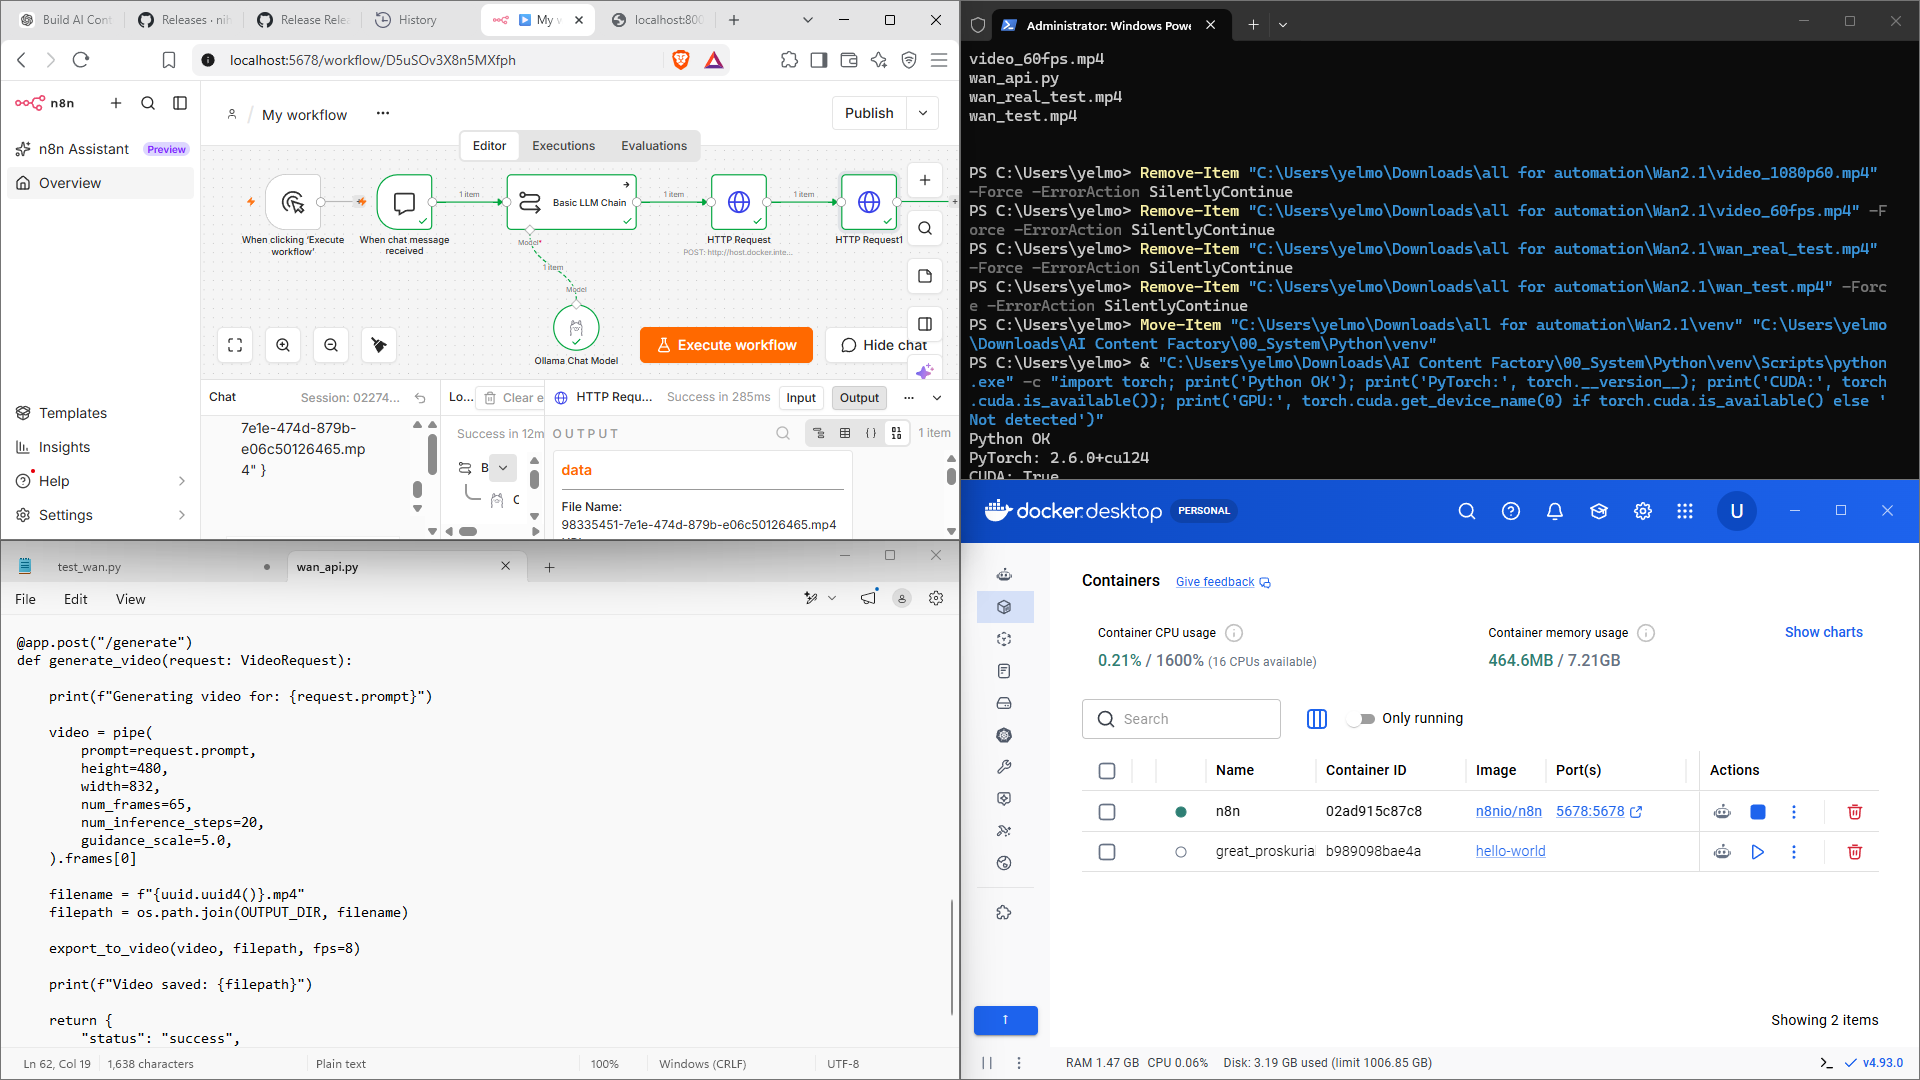 Build AI Cont
Releases · nih
Release Rele
History
My v
localhost:800
localhost:5678/workflow/D5uSOv3X8n5MXfph
n8n
n8n Assistant
Preview
Overview
Templates
Insights
Help
Settings
My workflow
Publish
Editor
Executions
Evaluations
When clicking 'Execute
workflow'
When chat message
received
1 item
Basic LLM Chain
Model*
1 item
Model
Ollama Chat Model
1 item
HTTP Request
POST: http://host.docker.inte...
1 item
HTTP Request1
Execute workflow
Hide chat
Chat
Session: 02274...
7e1e-474d-879b-
e06c50126465.mp
4" }
Lo...
Clear e
Success in 12m
B
C
HTTP Requ...
Success in 285ms
Input
Output
OUTPUT
1 item
data
File Name:
98335451-7e1e-474d-879b-e06c50126465.mp4
Administrator: Windows Powe
video_60fps.mp4
wan_api.py
wan_real_test.mp4
wan_test.mp4
PS C:\Users\yelmo> Remove-Item "C:\Users\yelmo\Downloads\all for automation\Wan2.1\video_1080p60.mp4"
-Force -ErrorAction SilentlyContinue
PS C:\Users\yelmo> Remove-Item "C:\Users\yelmo\Downloads\all for automation\Wan2.1\video_60fps.mp4" -F
orce -ErrorAction SilentlyContinue
PS C:\Users\yelmo> Remove-Item "C:\Users\yelmo\Downloads\all for automation\Wan2.1\wan_real_test.mp4"
-Force -ErrorAction SilentlyContinue
PS C:\Users\yelmo> Remove-Item "C:\Users\yelmo\Downloads\all for automation\Wan2.1\wan_test.mp4" -Forc
e -ErrorAction SilentlyContinue
PS C:\Users\yelmo> Move-Item "C:\Users\yelmo\Downloads\all for automation\Wan2.1\venv" "C:\Users\yelmo
\Downloads\AI Content Factory\00_System\Python\venv"
PS C:\Users\yelmo> & "C:\Users\yelmo\Downloads\AI Content Factory\00_System\Python\venv\Scripts\python
.exe" -c "import torch; print('Python OK'); print('PyTorch:', torch.__version__); print('CUDA:', torch
.cuda.is_available()); print('GPU:', torch.cuda.get_device_name(0) if torch.cuda.is_available() else '
Not detected')"
Python OK
PyTorch: 2.6.0+cu124
CUDA: True
test_wan.py
wan_api.py
File
Edit
View
@app.post("/generate")
def generate_video(request: VideoRequest):
print(f"Generating video for: {request.prompt}")
video = pipe(
prompt=request.prompt,
height=480,
width=832,
num_frames=65,
num_inference_steps=20,
guidance_scale=5.0,
).frames[0]
filename = f"{uuid.uuid4()}.mp4"
filepath = os.path.join(OUTPUT_DIR, filename)
export_to_video(video, filepath, fps=8)
print(f"Video saved: {filepath}")
return {
"status": "success",
Ln 62, Col 19
1,638 characters
Plain text
100%
Windows (CRLF)
UTF-8
docker.desktop
PERSONAL
U
Containers
Give feedback
Container CPU usage
0.21% / 1600% (16 CPUs available)
Container memory usage
464.6MB / 7.21GB
Show charts
Search
Only running
Name
Container ID
Image
Port(s)
Actions
n8n
02ad915c87c8
n8nio/n8n
5678:5678
great_proskuria
b989098bae4a
hello-world
Showing 2 items
RAM 1.47 GB CPU 0.06% Disk: 3.19 GB used (limit 1006.85 GB)
v4.93.0